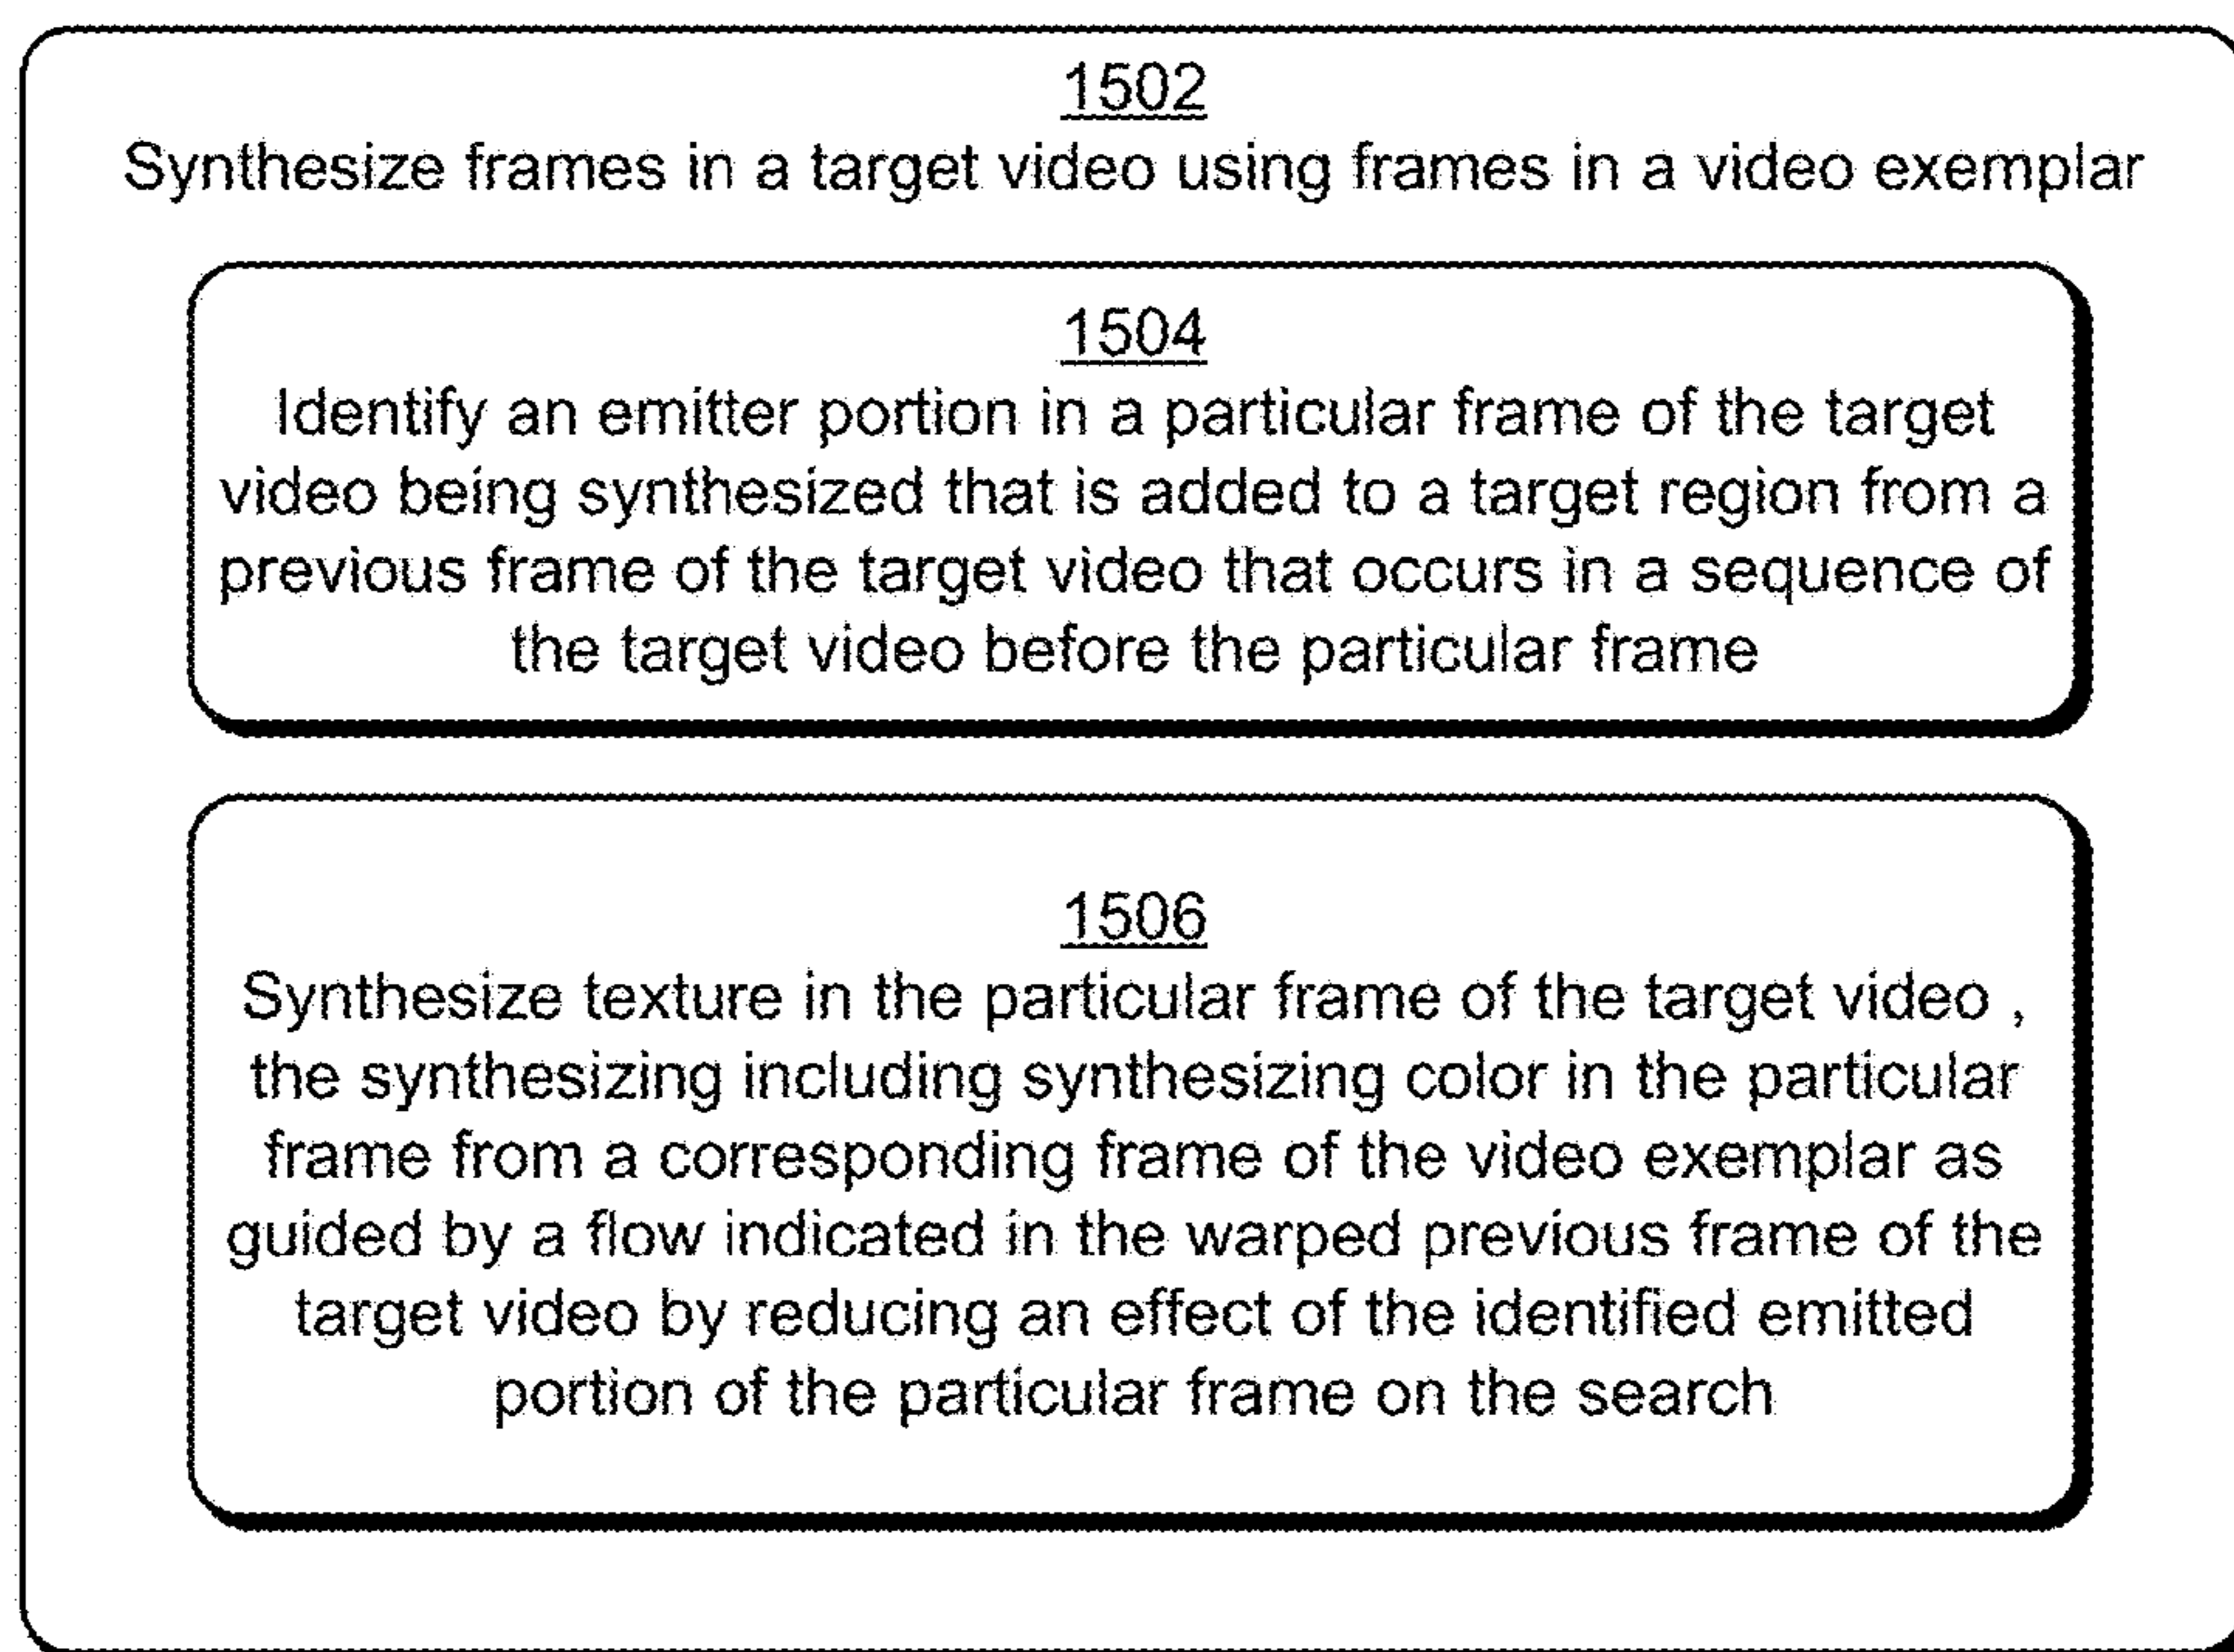 1502
Synthesize frames in a target video using frames in a video exemplar
1504
Identify an emitter portion in a particular frame of the target
video being synthesized that is added to a target region from a
previous frame of the target video that occurs in a sequence of
the target video before the particular frame
1506
Synthesize texture in the particular frame of the target video ,
the synthesizing including synthesizing color in the particular
frame from a corresponding frame of the video exemplar as
guided by a flow indicated in the warped previous frame of the
target video by reducing an effect of the identified emitted
portion of the particular frame on the search